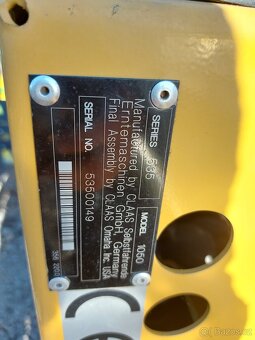 SERIES 535 MODEL 1050
Manufactured by CLAAS Selbstfahrende
Erntemaschinen GmbH, Germany
Final Assembly by CLAAS Omaha Inc. USA
SERIAL NO. 53500149